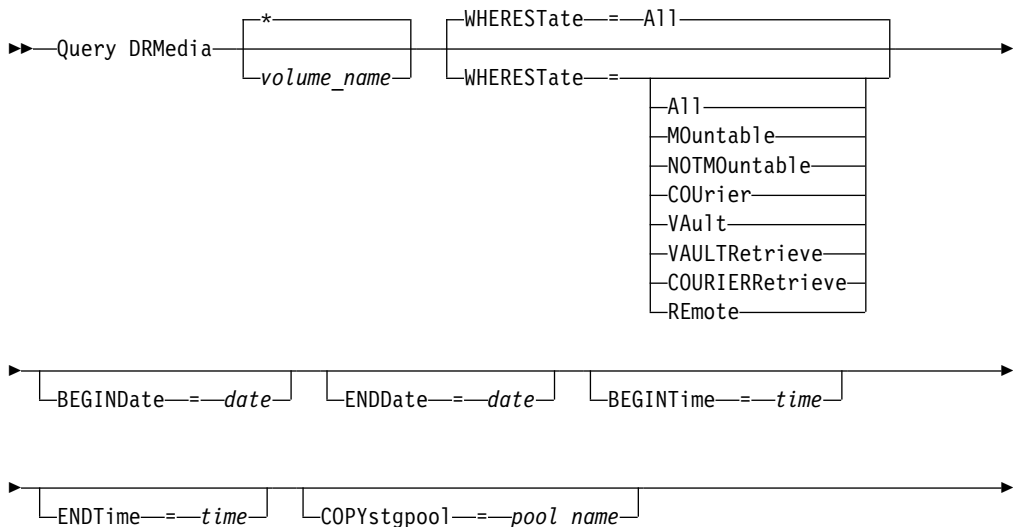 * WHERESTate = All
Query DRMedia
volume_name WHERESTate =
All
MOuntable
NOTMOuntable
COUrier
VAult
VAULTRetrieve
COURIERRetrieve
REmote
BEGINDate = date ENDDate = date BEGINTime = time
ENDTime = time COPYstgpool = pool name